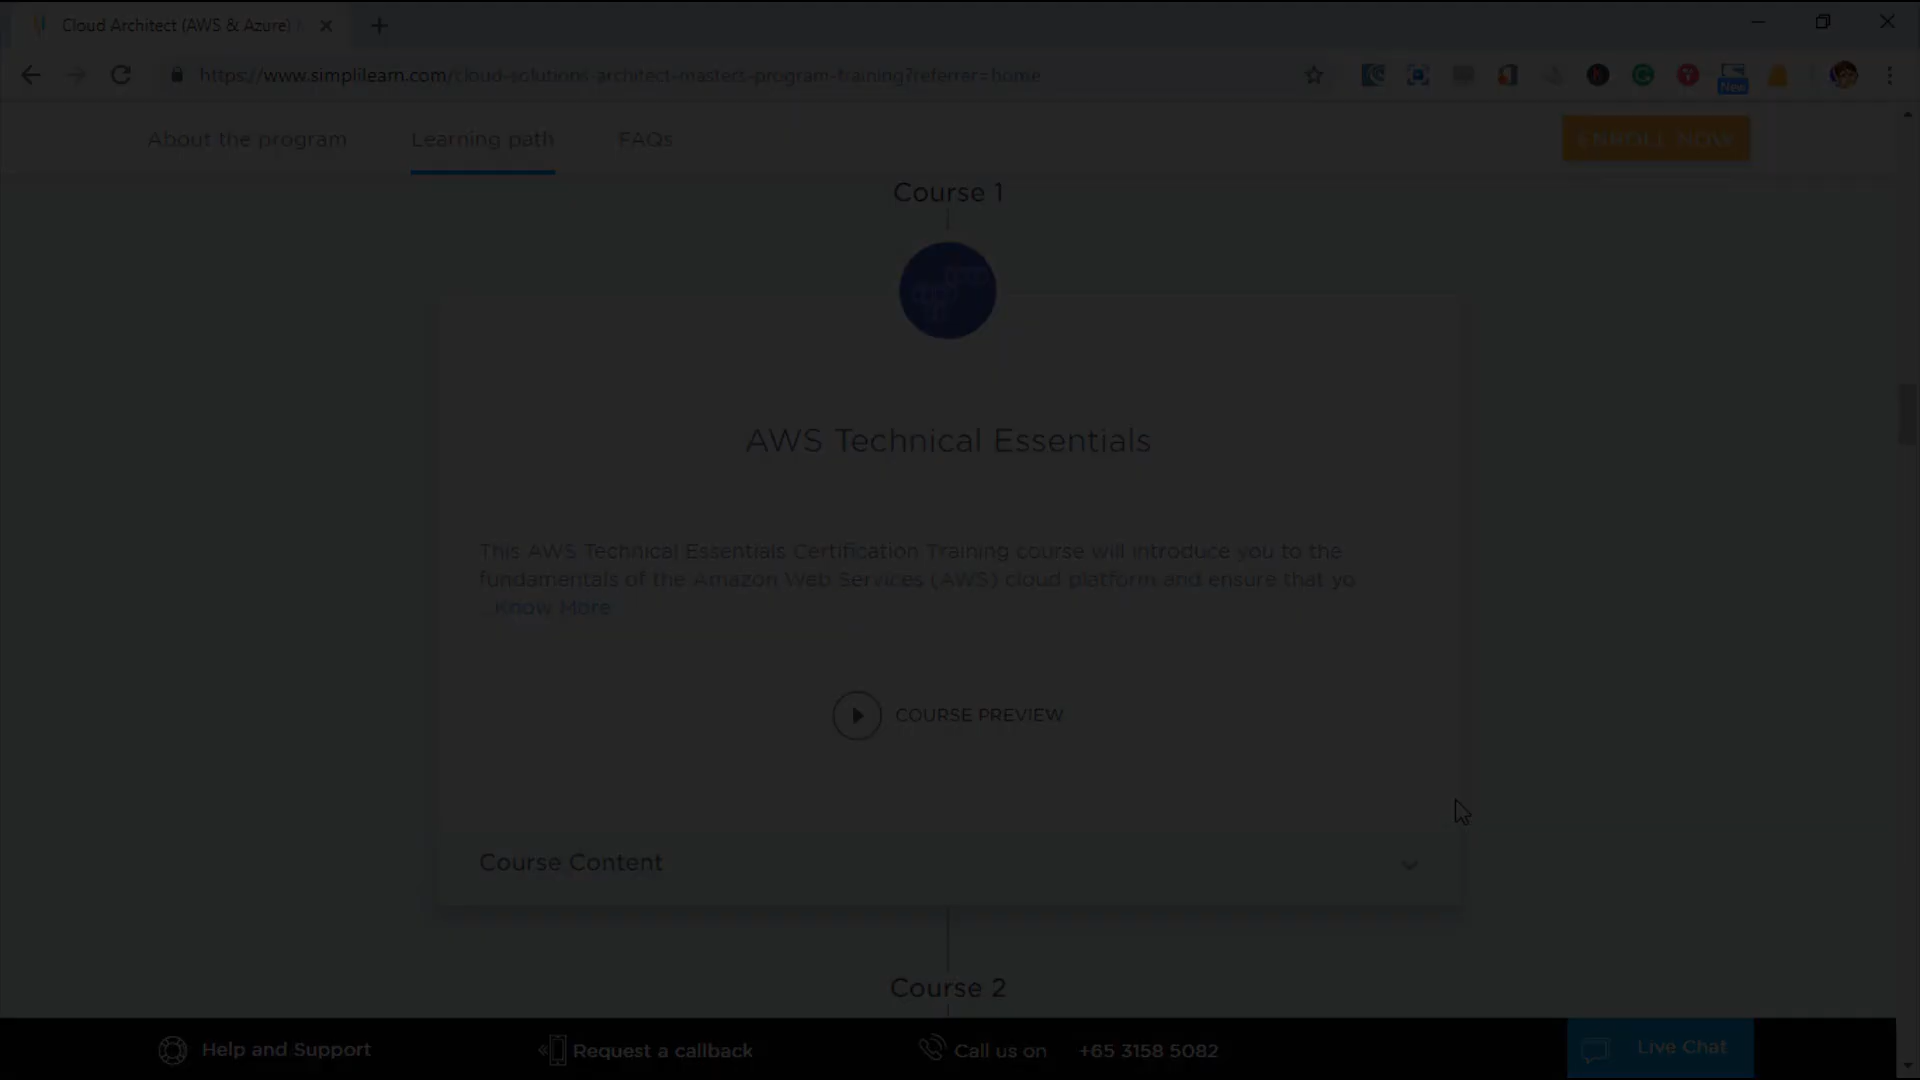 Cloud Architect (AWS & Azure)
https://www.simplilearn.com/cloud-solutions-architect-masters-program-training?referrer=home
New
About the program
Learning path
FAQs
ENROLL NOW
Course 1
AWS Technical Essentials
This AWS Technical Essentials Certification Training course will introduce you to the
fundamentals of the Amazon Web Services (AWS) cloud platform and ensure that yo
...Know More
COURSE PREVIEW
Course Content
Course 2
Help and Support
Request a callback
Call us on +65 3158 5082
Live Chat